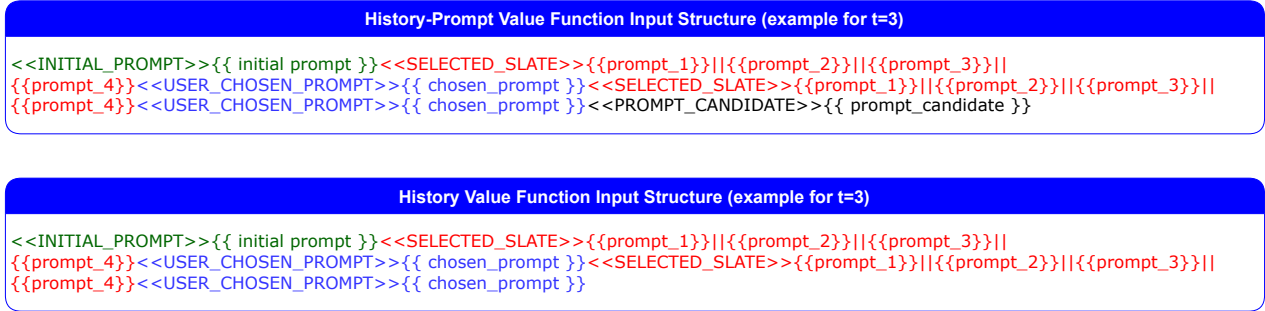 History-Prompt Value Function Input Structure (example for t=3)
<<INITIAL_PROMPT>>{{ initial prompt }}<<SELECTED_SLATE>>{{prompt_1}}||{{prompt_2}}||{{prompt_3}}||
{{prompt_4}}<<USER_CHOSEN_PROMPT>>{{ chosen_prompt }}<<SELECTED_SLATE>>{{prompt_1}}||{{prompt_2}}||{{prompt_3}}||
{{prompt_4}}<<USER_CHOSEN_PROMPT>>{{ chosen_prompt }}<<PROMPT_CANDIDATE>>{{ prompt_candidate }}
History Value Function Input Structure (example for t=3)
<<INITIAL_PROMPT>>{{ initial prompt }}<<SELECTED_SLATE>>{{prompt_1}}||{{prompt_2}}||{{prompt_3}}||
{{prompt_4}}<<USER_CHOSEN_PROMPT>>{{ chosen_prompt }}<<SELECTED_SLATE>>{{prompt_1}}||{{prompt_2}}||{{prompt_3}}||
{{prompt_4}}<<USER_CHOSEN_PROMPT>>{{ chosen_prompt }}